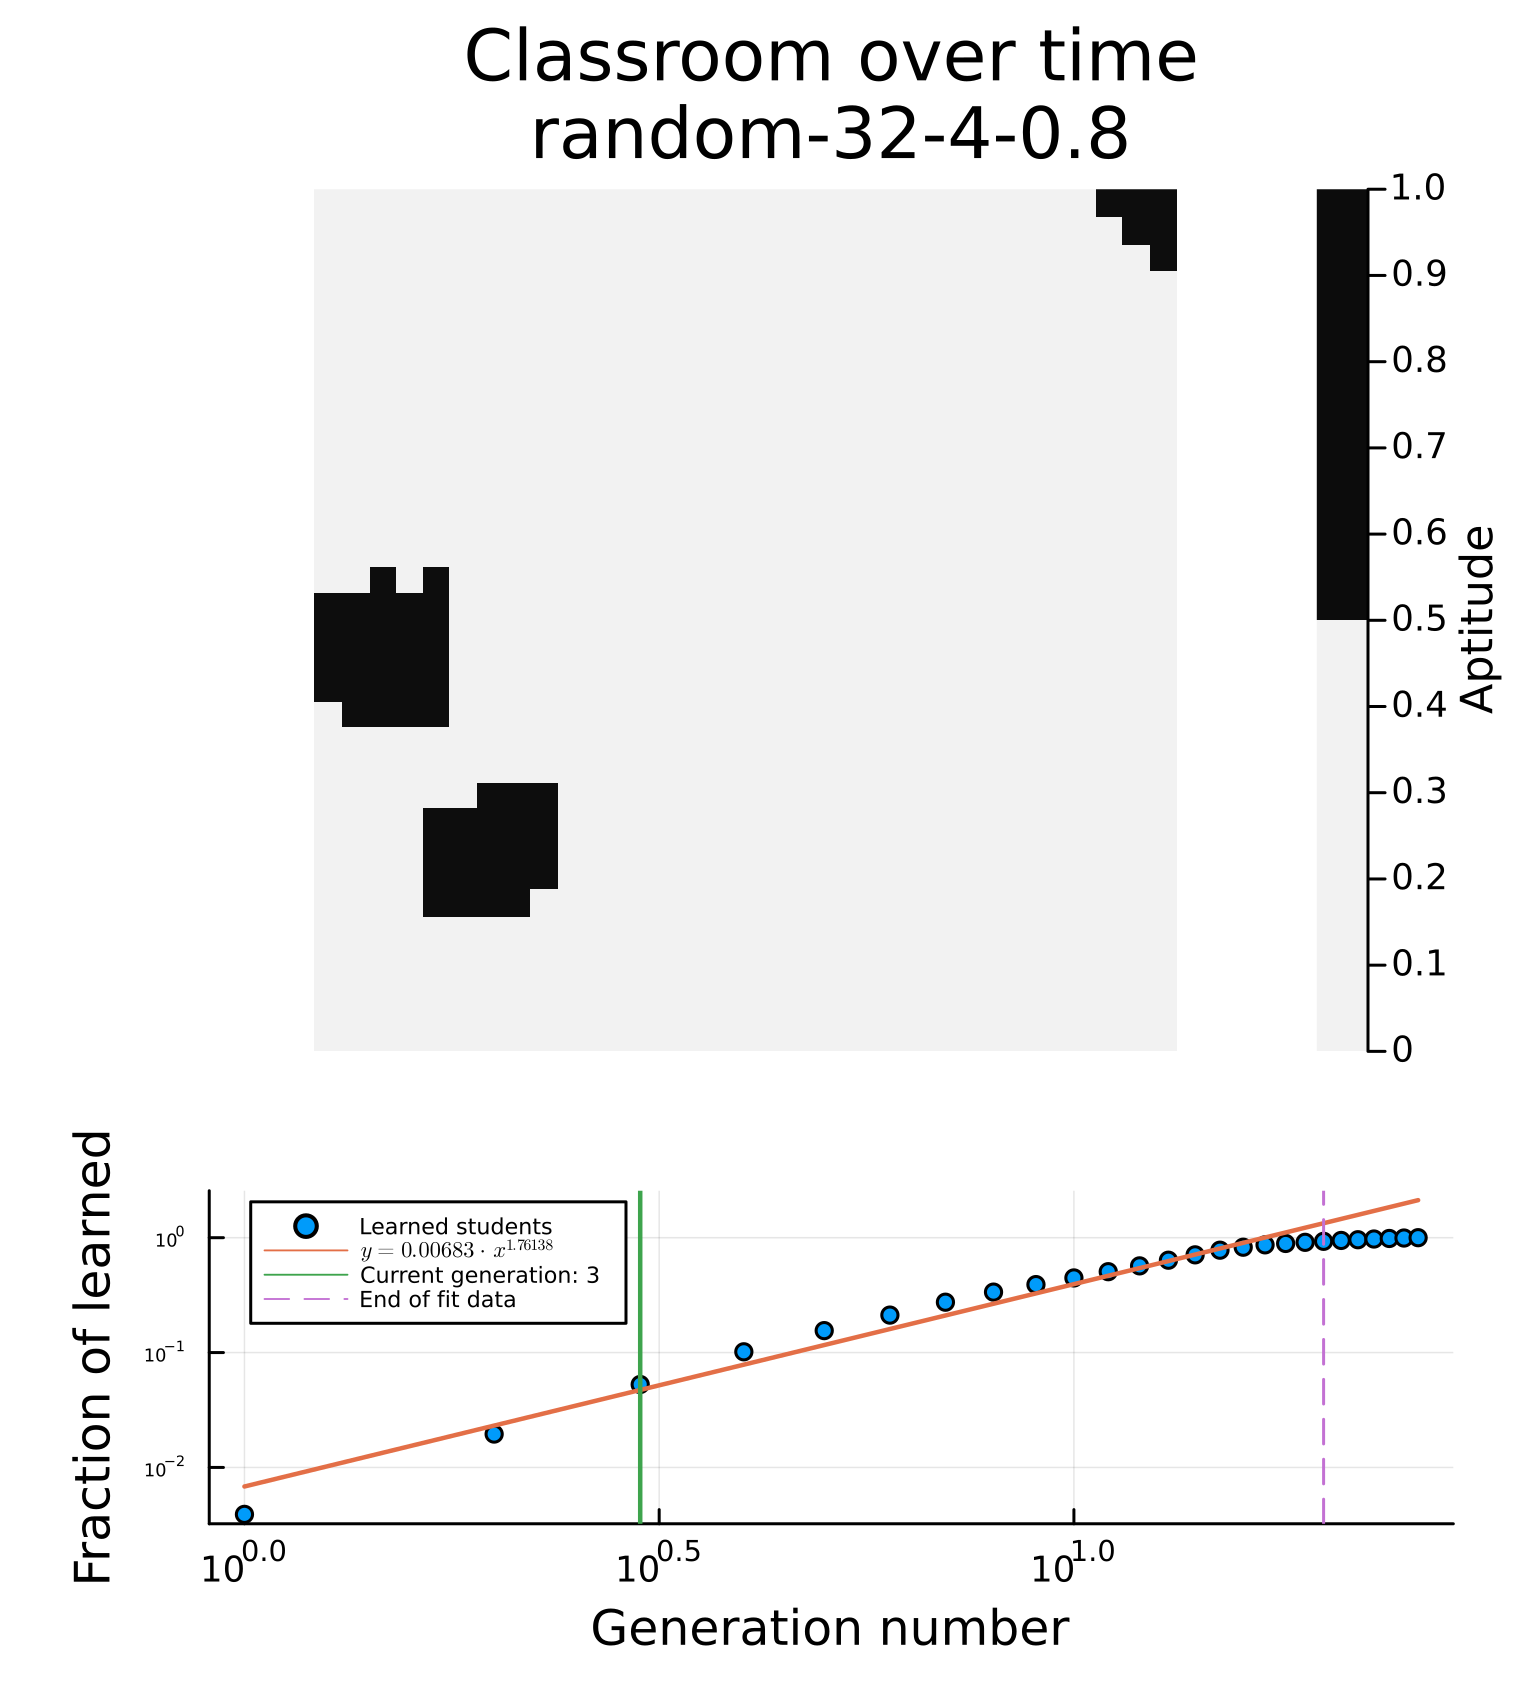 Classroom over time
random-32-4-0.8
1.0
0.9
0.8
0.7
0.6
0.5
0.4
0.3
0.2
0.1
0
Aptitude
Fraction of learned
10^0
10^−1
10^−2
Learned students
y = 0.00683 · x^1.76138
Current generation: 3
End of fit data
10^0.0
10^0.5
10^1.0
Generation number